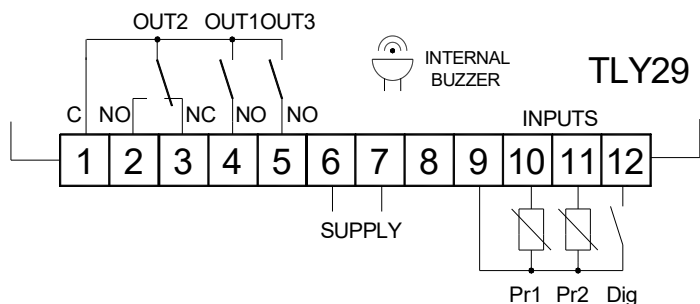 OUT2 OUT1OUT3
INTERNAL
BUZZER
TLY29
C NO NC NO NO
INPUTS
1 2 3 4 5 6 7 8 9 10 11 12
SUPPLY
Pr1 Pr2 Dig